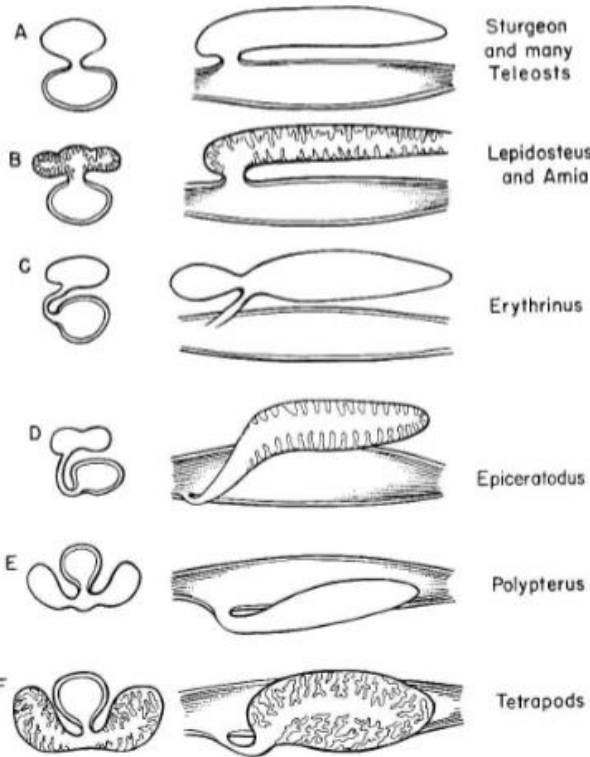 A
Sturgeon
and many
Teleosts
B
Lepidosteus
and Amia
C
Erythrinus
D
Epiceratodus
E
Polypterus
F
Tetrapods